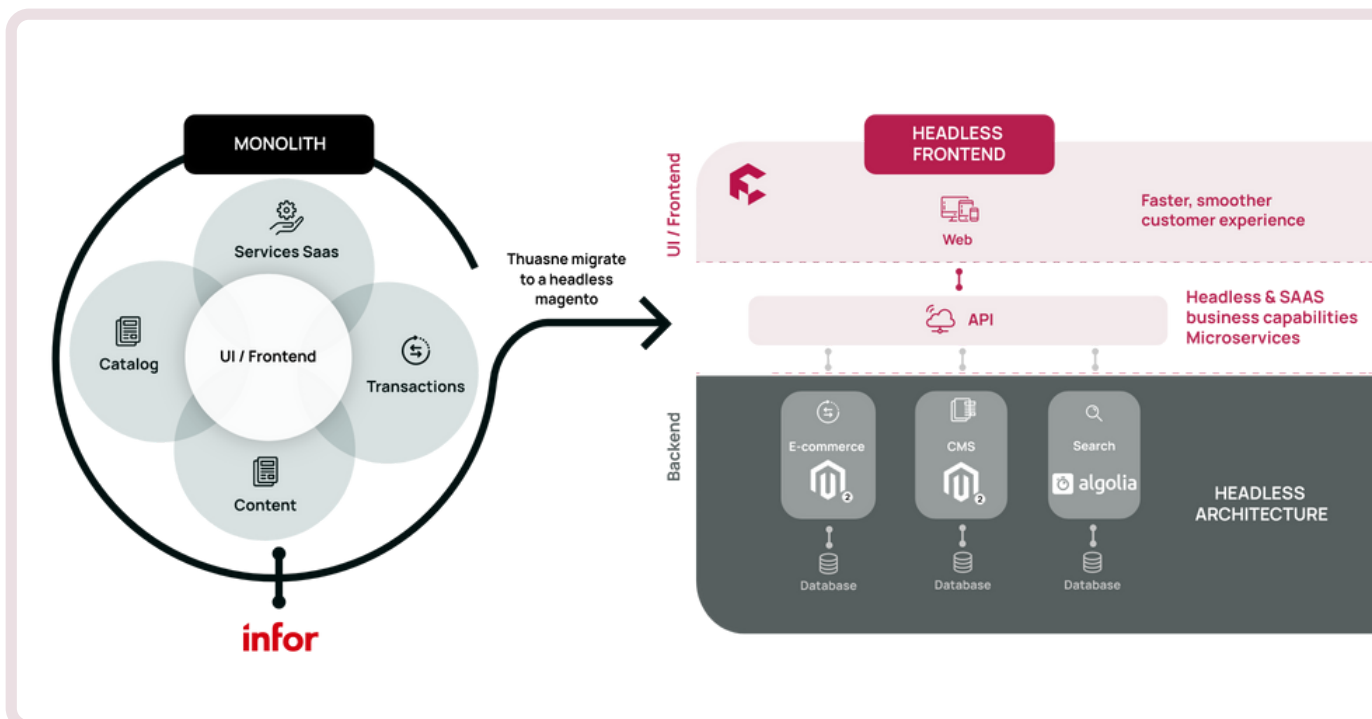 MONOLITH
Services Saas
Catalog
UI / Frontend
Transactions
Content
infor
Thuasne migrate
to a headless
magento
UI / Frontend
HEADLESS
FRONTEND
Web
Faster, smoother
customer experience
API
Headless & SAAS
business capabilities
Microservices
Backend
E-commerce
2
CMS
2
Search
algolia
Database
Database
Database
HEADLESS
ARCHITECTURE